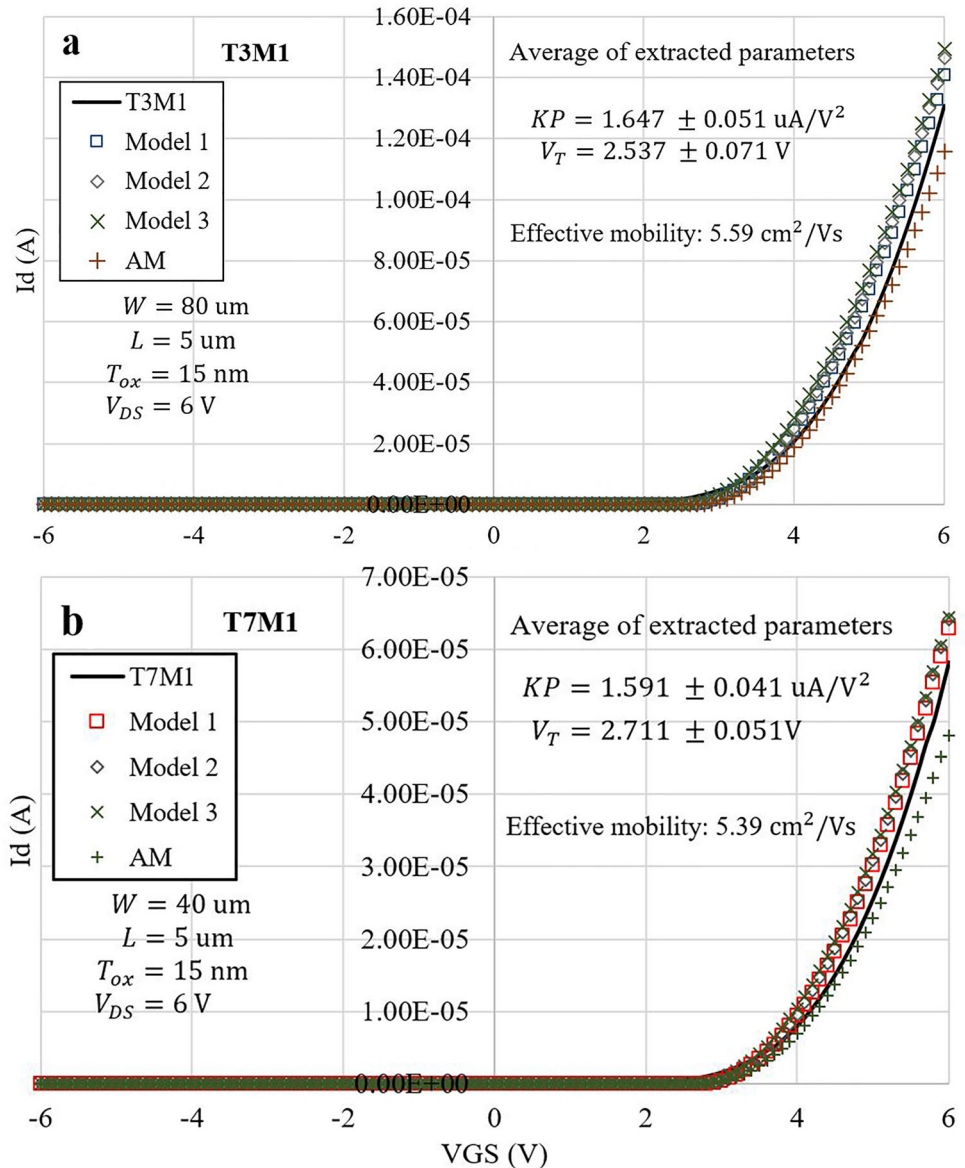 a
T3M1
T3M1
Model 1
Model 2
Model 3
AM
W = 80 um
L = 5 um
Tox = 15 nm
VDS = 6 V
Average of extracted parameters
KP = 1.647 ± 0.051 uA/V²
VT = 2.537 ± 0.071 V
Effective mobility: 5.59 cm²/Vs
Id (A)
1.60E-04
1.40E-04
1.20E-04
1.00E-04
8.00E-05
6.00E-05
4.00E-05
2.00E-05
0.00E+00
-6 -4 -2 0 2 4 6
b
T7M1
T7M1
Model 1
Model 2
Model 3
AM
W = 40 um
L = 5 um
Tox = 15 nm
VDS = 6 V
Average of extracted parameters
KP = 1.591 ± 0.041 uA/V²
VT = 2.711 ± 0.051V
Effective mobility: 5.39 cm²/Vs
Id (A)
7.00E-05
6.00E-05
5.00E-05
4.00E-05
3.00E-05
2.00E-05
1.00E-05
0.00E+00
-6 -4 -2 0 2 4 6
VGS (V)